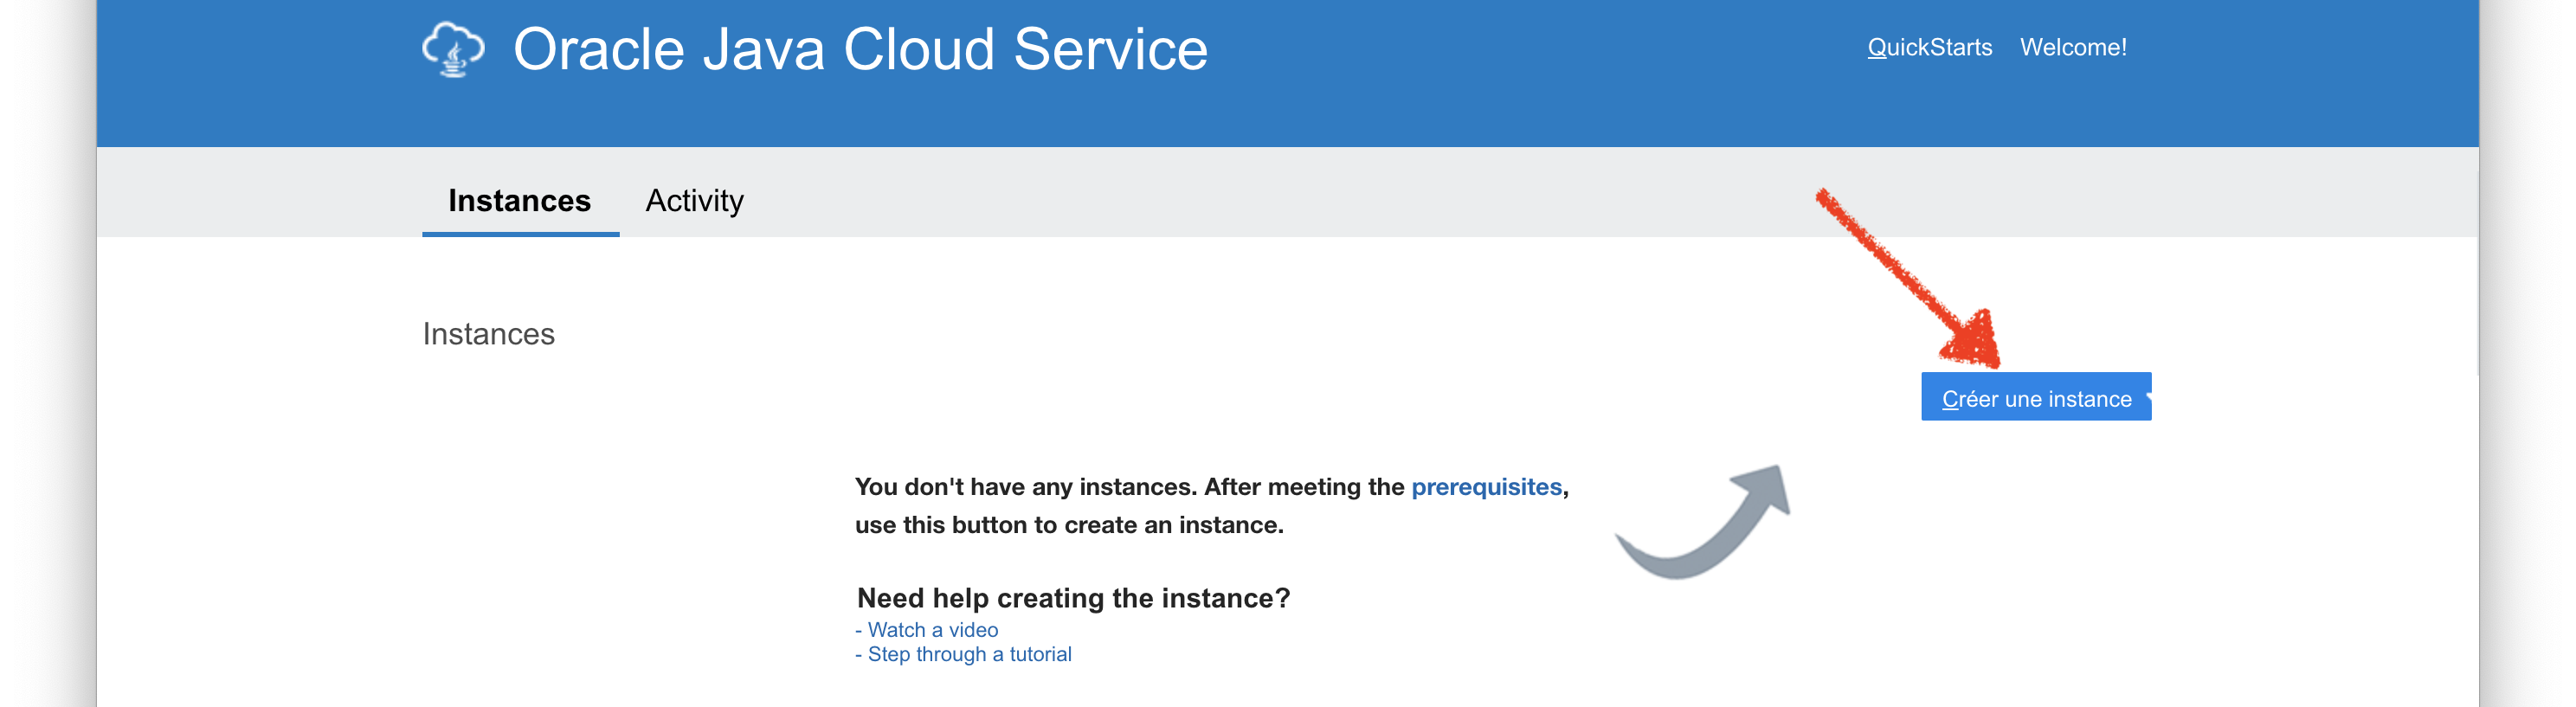 Oracle Java Cloud Service
QuickStarts Welcome!
Instances Activity
Instances
Créer une instance
You don't have any instances. After meeting the prerequisites,
use this button to create an instance.
Need help creating the instance?
- Watch a video
- Step through a tutorial